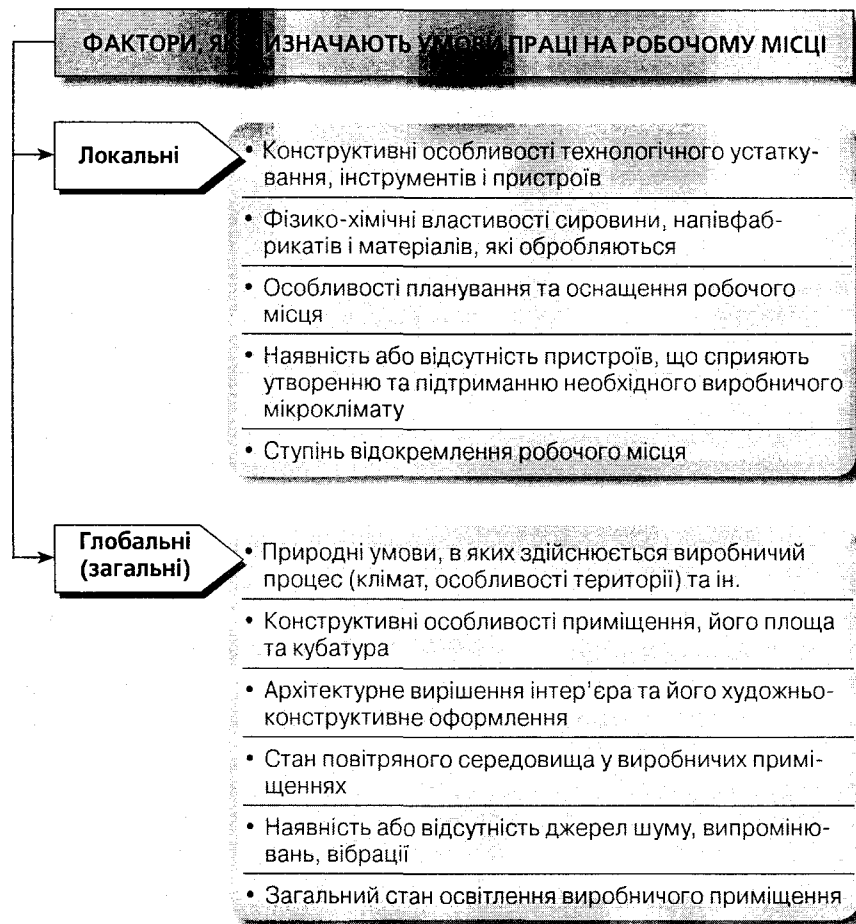 ФАКТОРИ, ЯКІ ВИЗНАЧАЮТЬ УМОВИ ПРАЦІ НА РОБОЧОМУ МІСЦІ
Локальні
• Конструктивні особливості технологічного устатку-
вання, інструментів і пристроїв
• Фізико-хімічні властивості сировини, напівфаб-
рикатів і матеріалів, які обробляються
• Особливості планування та оснащення робочого
місця
• Наявність або відсутність пристроїв, що сприяють
утворенню та підтриманню необхідного виробничого
мікроклімату
• Ступінь відокремлення робочого місця
Глобальні
(загальні)
• Природні умови, в яких здійснюється виробничий
процес (клімат, особливості території) та ін.
• Конструктивні особливості приміщення, його площа
та кубатура
• Архітектурне вирішення інтер’єра та його художньо-
конструктивне оформлення
• Стан повітряного середовища у виробничих примі-
щеннях
• Наявність або відсутність джерел шуму, випроміню-
вань, вібрації
• Загальний стан освітлення виробничого приміщення